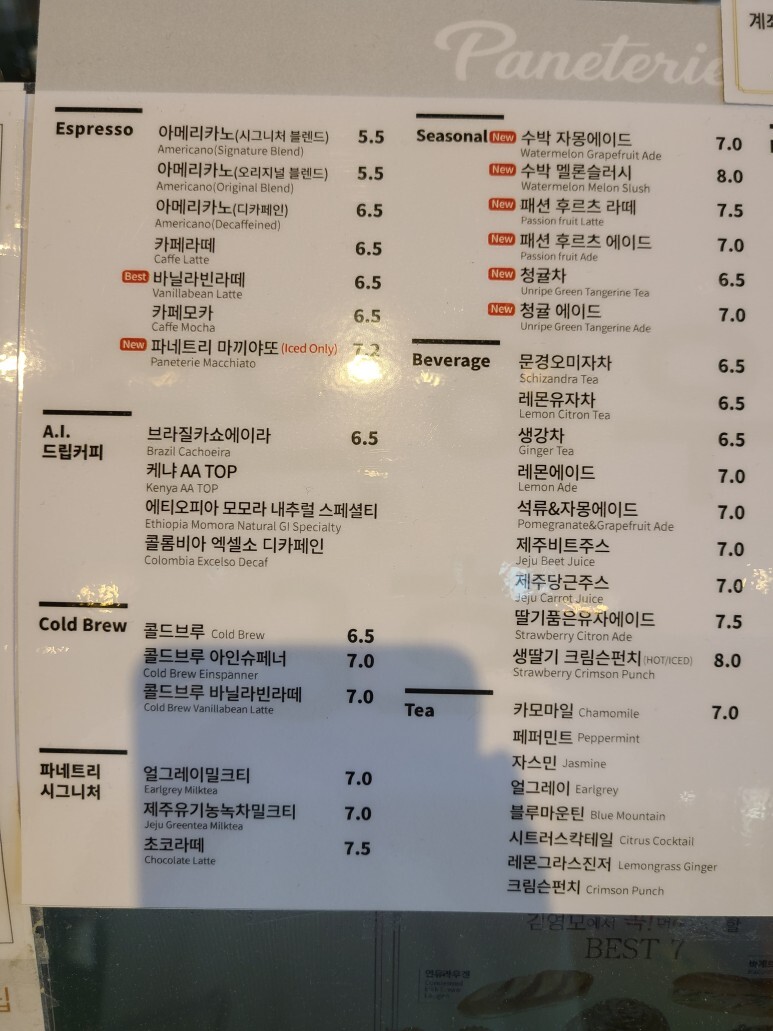 Paneterie
계좌
Espresso
아메리카노(시그니처 블렌드) 5.5
Americano(Signature Blend)
아메리카노(오리지널 블렌드) 5.5
Americano(Original Blend)
아메리카노(디카페인) 6.5
Americano(Decaffeined)
카페라떼 6.5
Caffe Latte
Best 바닐라빈라떼 6.5
Vanillabean Latte
카페모카 6.5
Caffe Mocha
New 파네트리 마끼야또(Iced Only) 7.2
Paneterie Macchiato
A.I.
드립커피
브라질카쇼에이라 6.5
Brazil Cachoeira
케냐 AA TOP
Kenya AA TOP
에티오피아 모모라 내추럴 스페셜티
Ethiopia Momora Natural GI Specialty
콜롬비아 엑셀소 디카페인
Colombia Excelso Decaf
Cold Brew
콜드브루 Cold Brew 6.5
콜드브루 아인슈페너 7.0
Cold Brew Einspanner
콜드브루 바닐라빈라떼 7.0
Cold Brew Vanillabean Latte
파네트리
시그니처
얼그레이밀크티 7.0
Earlgrey Milktea
제주유기농녹차밀크티 7.0
Jeju Greentea Milktea
초코라떼 7.5
Chocolate Latte
Seasonal
New 수박 자몽에이드 7.0
Watermelon Grapefruit Ade
New 수박 멜론슬러시 8.0
Watermelon Melon Slush
New 패션 후르츠 라떼 7.5
Passion fruit Latte
New 패션 후르츠 에이드 7.0
Passion fruit Ade
New 청귤차 6.5
Unripe Green Tangerine Tea
New 청귤 에이드 7.0
Unripe Green Tangerine Ade
Beverage
문경오미자차 6.5
Schizandra Tea
레몬유자차 6.5
Lemon Citron Tea
생강차 6.5
Ginger Tea
레몬에이드 7.0
Lemon Ade
석류&자몽에이드 7.0
Pomegranate&Grapefruit Ade
제주비트주스 7.0
Jeju Beet Juice
제주당근주스 7.0
Jeju Carrot Juice
딸기품은유자에이드 7.5
Strawberry Citron Ade
생딸기 크림슨펀치(HOT/ICED) 8.0
Strawberry Crimson Punch
Tea
카모마일 Chamomile 7.0
페퍼민트 Peppermint
자스민 Jasmine
얼그레이 Earlgrey
블루마운틴 Blue Mountain
시트러스칵테일 Citrus Cocktail
레몬그라스진저 Lemongrass Ginger
크림슨펀치 Crimson Punch
김영모에서
BEST 7